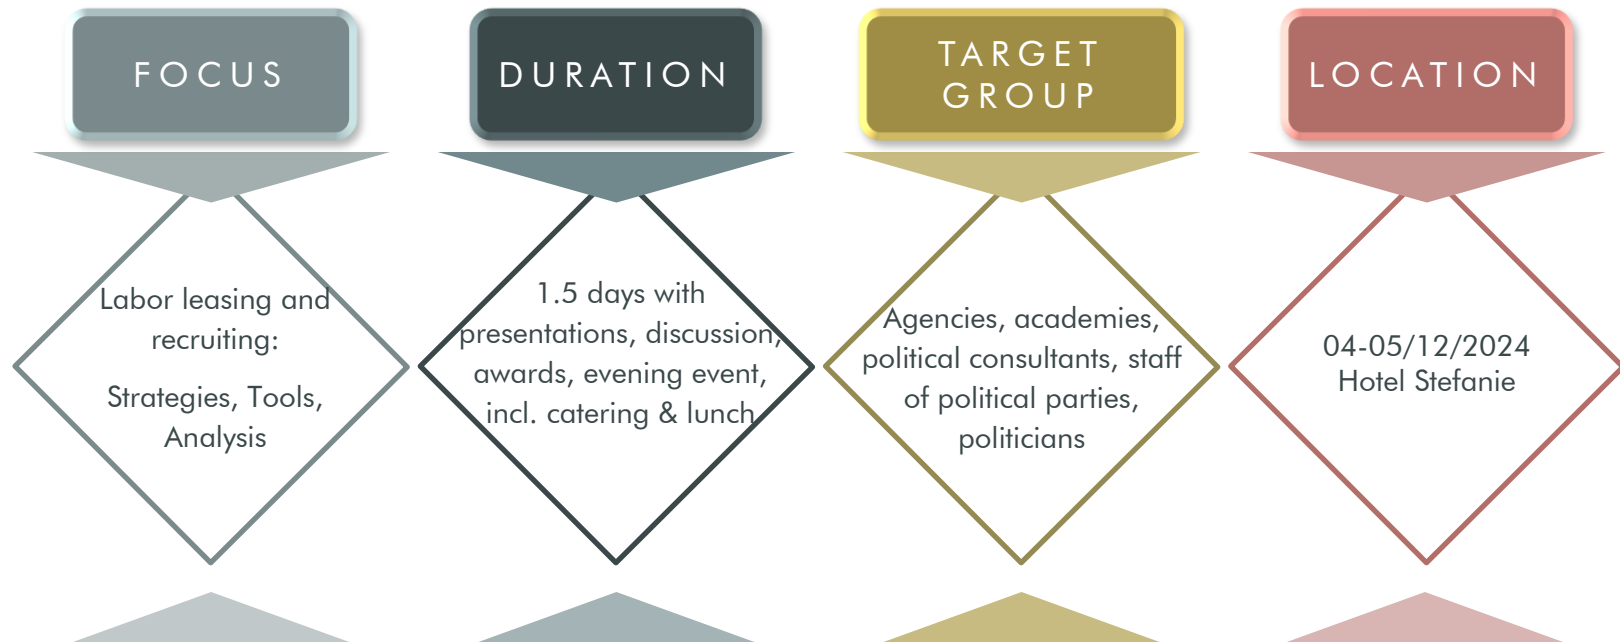 FOCUS
Labor leasing and
recruiting:
Strategies, Tools,
Analysis
DURATION
1.5 days with
presentations, discussion,
awards, evening event,
incl. catering & lunch
TARGET
GROUP
Agencies, academies,
political consultants, staff
of political parties,
politicians
LOCATION
04-05/12/2024
Hotel Stefanie